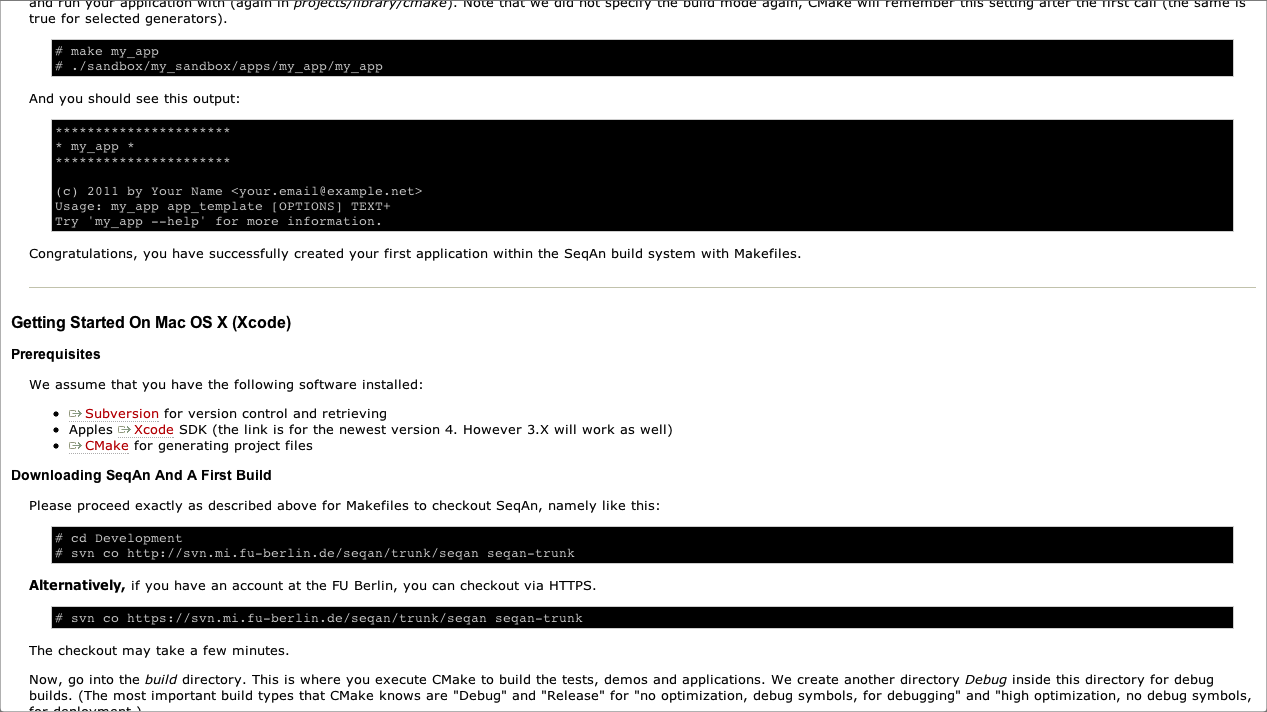 and run your application with (again in projects/library/cmake). Note that we did not specify the build mode again, CMake will remember this setting after the first call (the same is
true for selected generators).
# make my_app
# ./sandbox/my_sandbox/apps/my_app/my_app
And you should see this output:
**********************
* my_app *
**********************
(c) 2011 by Your Name <your.email@example.net>
Usage: my_app app_template [OPTIONS] TEXT+
Try 'my_app --help' for more information.
Congratulations, you have successfully created your first application within the SeqAn build system with Makefiles.
Getting Started On Mac OS X (Xcode)
Prerequisites
We assume that you have the following software installed:
• Subversion for version control and retrieving
• Apples Xcode SDK (the link is for the newest version 4. However 3.X will work as well)
• CMake for generating project files
Downloading SeqAn And A First Build
Please proceed exactly as described above for Makefiles to checkout SeqAn, namely like this:
# cd Development
# svn co http://svn.mi.fu-berlin.de/seqan/trunk/seqan seqan-trunk
Alternatively, if you have an account at the FU Berlin, you can checkout via HTTPS.
# svn co https://svn.mi.fu-berlin.de/seqan/trunk/seqan seqan-trunk
The checkout may take a few minutes.
Now, go into the build directory. This is where you execute CMake to build the tests, demos and applications. We create another directory Debug inside this directory for debug
builds. (The most important build types that CMake knows are "Debug" and "Release" for "no optimization, debug symbols, for debugging" and "high optimization, no debug symbols,
for deployment.)